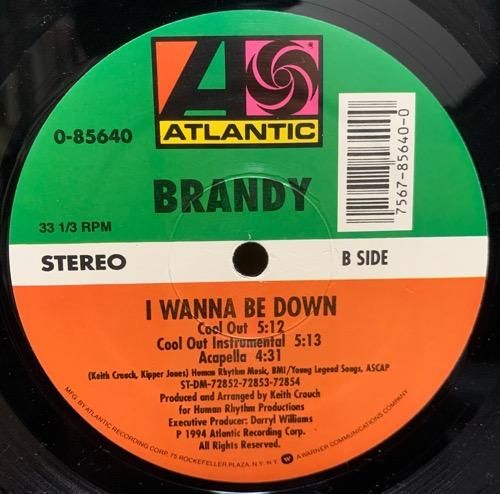 ATLANTIC
0-85640
7567-85640-0
BRANDY
33 1/3 RPM
STEREO
B SIDE
I WANNA BE DOWN
Cool Out 5:12
Cool Out Instrumental 5:13
Acapella 4:31
(Keith Crouch, Kipper Jones) Human Rhythm Music, BMI/Young Legend Songs, ASCAP
ST-DM-72852-72853-72854
Produced and Arranged by Keith Crouch
for Human Rhythm Productions
Executive Producer: Darryl Williams
P 1994 Atlantic Recording Corp.
All Rights Reserved.
MFG. BY ATLANTIC RECORDING CORP. 75 ROCKEFELLER PLAZA, N.Y. N.Y. A WARNER COMMUNICATIONS COMPANY